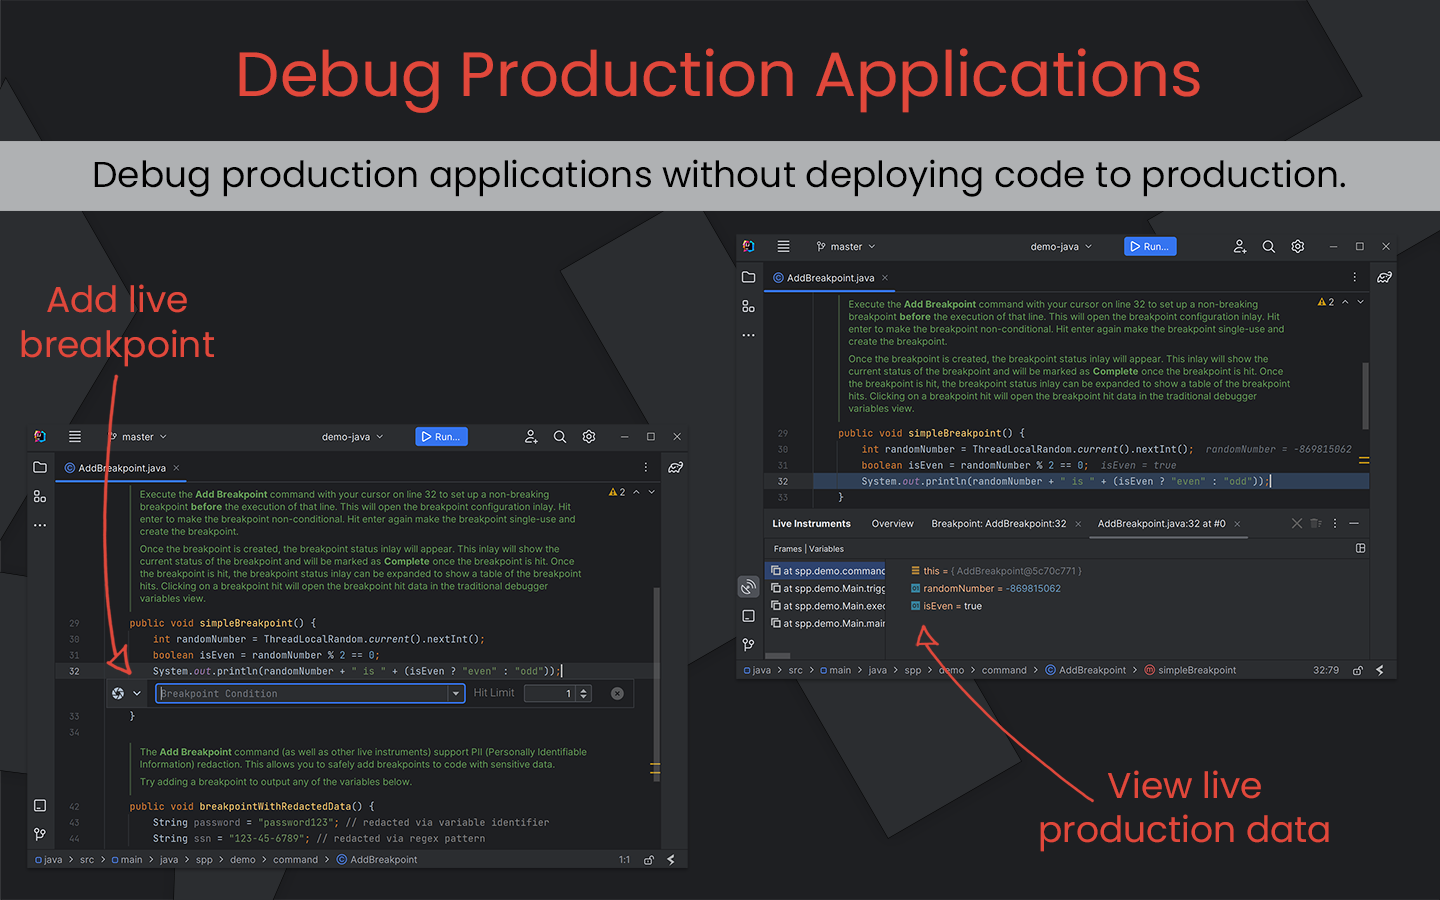 Debug Production Applications
Debug production applications without deploying code to production.
Add live
breakpoint
master
demo-java
Run...
AddBreakpoint.java
Execute the Add Breakpoint command with your cursor on line 32 to set up a non-breaking
breakpoint before the execution of that line. This will open the breakpoint configuration inlay. Hit
enter to make the breakpoint non-conditional. Hit enter again make the breakpoint single-use and
create the breakpoint.
2
Once the breakpoint is created, the breakpoint status inlay will appear. This inlay will show the
current status of the breakpoint and will be marked as Complete once the breakpoint is hit. Once
the breakpoint is hit, the breakpoint status inlay can be expanded to show a table of the breakpoint
hits. Clicking on a breakpoint hit will open the breakpoint hit data in the traditional debugger
variables view.
29 public void simpleBreakpoint() {
30 int randomNumber = ThreadLocalRandom.current().nextInt();
31 boolean isEven = randomNumber % 2 == 0;
32 System.out.println(randomNumber + " is " + (isEven ? "even" : "odd"));
Breakpoint Condition
Hit Limit
1
33 }
34
The Add Breakpoint command (as well as other live instruments) support PII (Personally Identifiable
Information) redaction. This allows you to safely add breakpoints to code with sensitive data.
Try adding a breakpoint to output any of the variables below.
42 public void breakpointWithRedactedData() {
43 String password = "password123"; // redacted via variable identifier
44 String ssn = "123-45-6789"; // redacted via regex pattern
java > src > main > java > spp > demo > command > AddBreakpoint
1:1
master
demo-java
Run...
AddBreakpoint.java
Execute the Add Breakpoint command with your cursor on line 32 to set up a non-breaking
breakpoint before the execution of that line. This will open the breakpoint configuration inlay. Hit
enter to make the breakpoint non-conditional. Hit enter again make the breakpoint single-use and
create the breakpoint.
2
Once the breakpoint is created, the breakpoint status inlay will appear. This inlay will show the
current status of the breakpoint and will be marked as Complete once the breakpoint is hit. Once
the breakpoint is hit, the breakpoint status inlay can be expanded to show a table of the breakpoint
hits. Clicking on a breakpoint hit will open the breakpoint hit data in the traditional debugger
variables view.
29 public void simpleBreakpoint() {
30 int randomNumber = ThreadLocalRandom.current().nextInt(); randomNumber = -869815062
31 boolean isEven = randomNumber % 2 == 0; isEven = true
32 System.out.println(randomNumber + " is " + (isEven ? "even" : "odd"));
33 }
Live Instruments
Overview
Breakpoint: AddBreakpoint:32
AddBreakpoint.java:32 at #0
Frames | Variables
at spp.demo.command
at spp.demo.Main.trigg
at spp.demo.Main.exec
at spp.demo.Main.main
this = { AddBreakpoint@5c70c771 }
randomNumber = -869815062
isEven = true
java > src > main > java > spp > demo > command > AddBreakpoint > simpleBreakpoint
32:79
View live
production data